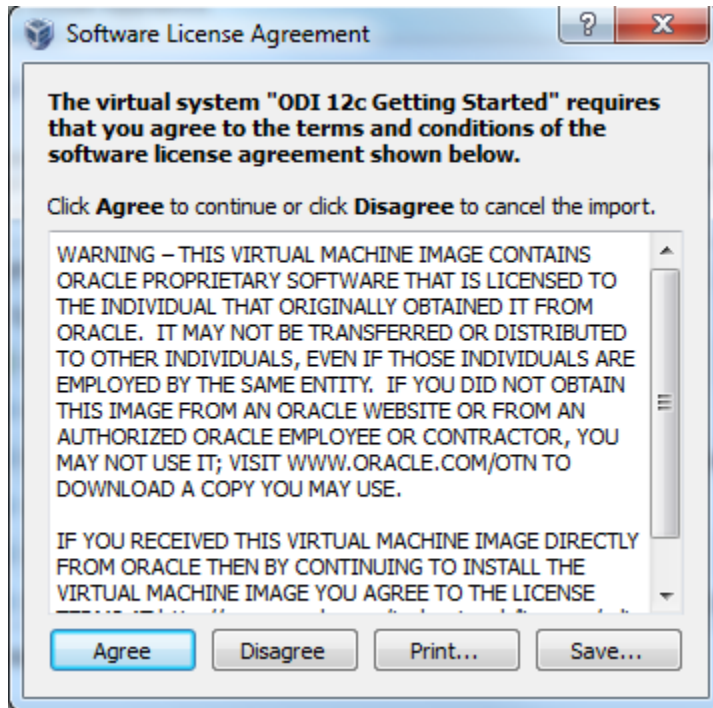 Software License Agreement
The virtual system "ODI 12c Getting Started" requires
that you agree to the terms and conditions of the
software license agreement shown below.
Click Agree to continue or click Disagree to cancel the import.
WARNING – THIS VIRTUAL MACHINE IMAGE CONTAINS
ORACLE PROPRIETARY SOFTWARE THAT IS LICENSED TO
THE INDIVIDUAL THAT ORIGINALLY OBTAINED IT FROM
ORACLE.  IT MAY NOT BE TRANSFERRED OR DISTRIBUTED
TO OTHER INDIVIDUALS, EVEN IF THOSE INDIVIDUALS ARE
EMPLOYED BY THE SAME ENTITY.  IF YOU DID NOT OBTAIN
THIS IMAGE FROM AN ORACLE WEBSITE OR FROM AN
AUTHORIZED ORACLE EMPLOYEE OR CONTRACTOR, YOU
MAY NOT USE IT; VISIT WWW.ORACLE.COM/OTN TO
DOWNLOAD A COPY YOU MAY USE.
IF YOU RECEIVED THIS VIRTUAL MACHINE IMAGE DIRECTLY
FROM ORACLE THEN BY CONTINUING TO INSTALL THE
VIRTUAL MACHINE IMAGE YOU AGREE TO THE LICENSE
Agree Disagree Print... Save...